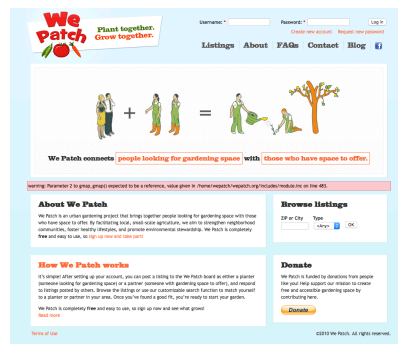 We Patch
Plant together.
Grow together.
Username: *
Password: *
Log in
Create new account Request new password
Listings About FAQs Contact Blog f
+ =
We Patch connects people looking for gardening space with those who have space to offer.
warning: Parameter 2 to gmap_gmap() expected to be a reference, value given in /home/wepatch/wepatch.org/includes/module.inc on line 483.
About We Patch
We Patch is an urban gardening project that brings together people looking for gardening space with those
who have space to offer. By facilitating local, small-scale agriculture, we aim to strengthen neighborhood
communities, foster healthy lifestyles, and promote environmental stewardship. We Patch is completely
free and easy to use, so sign up now and take part!
Browse listings
ZIP or City Type
<Any> OK
How We Patch works
It's simple! After setting up your account, you can post a listing to the We Patch board as either a planter
(someone looking for gardening space) or a partner (someone with gardening space to offer), and respond
to listings posted by others. Browse the listings or use our customizable search function to match yourself
to a planter or partner in your area. Once you've found a good fit, you're ready to start your garden.
We Patch is completely free and easy to use, so sign up now and see what grows!
Read more
Donate
We Patch is funded by donations from people
like you! Help support our mission to create
free and accessible gardening space by
contributing here.
Donate
Terms of Use
©2010 We Patch. All rights reserved.